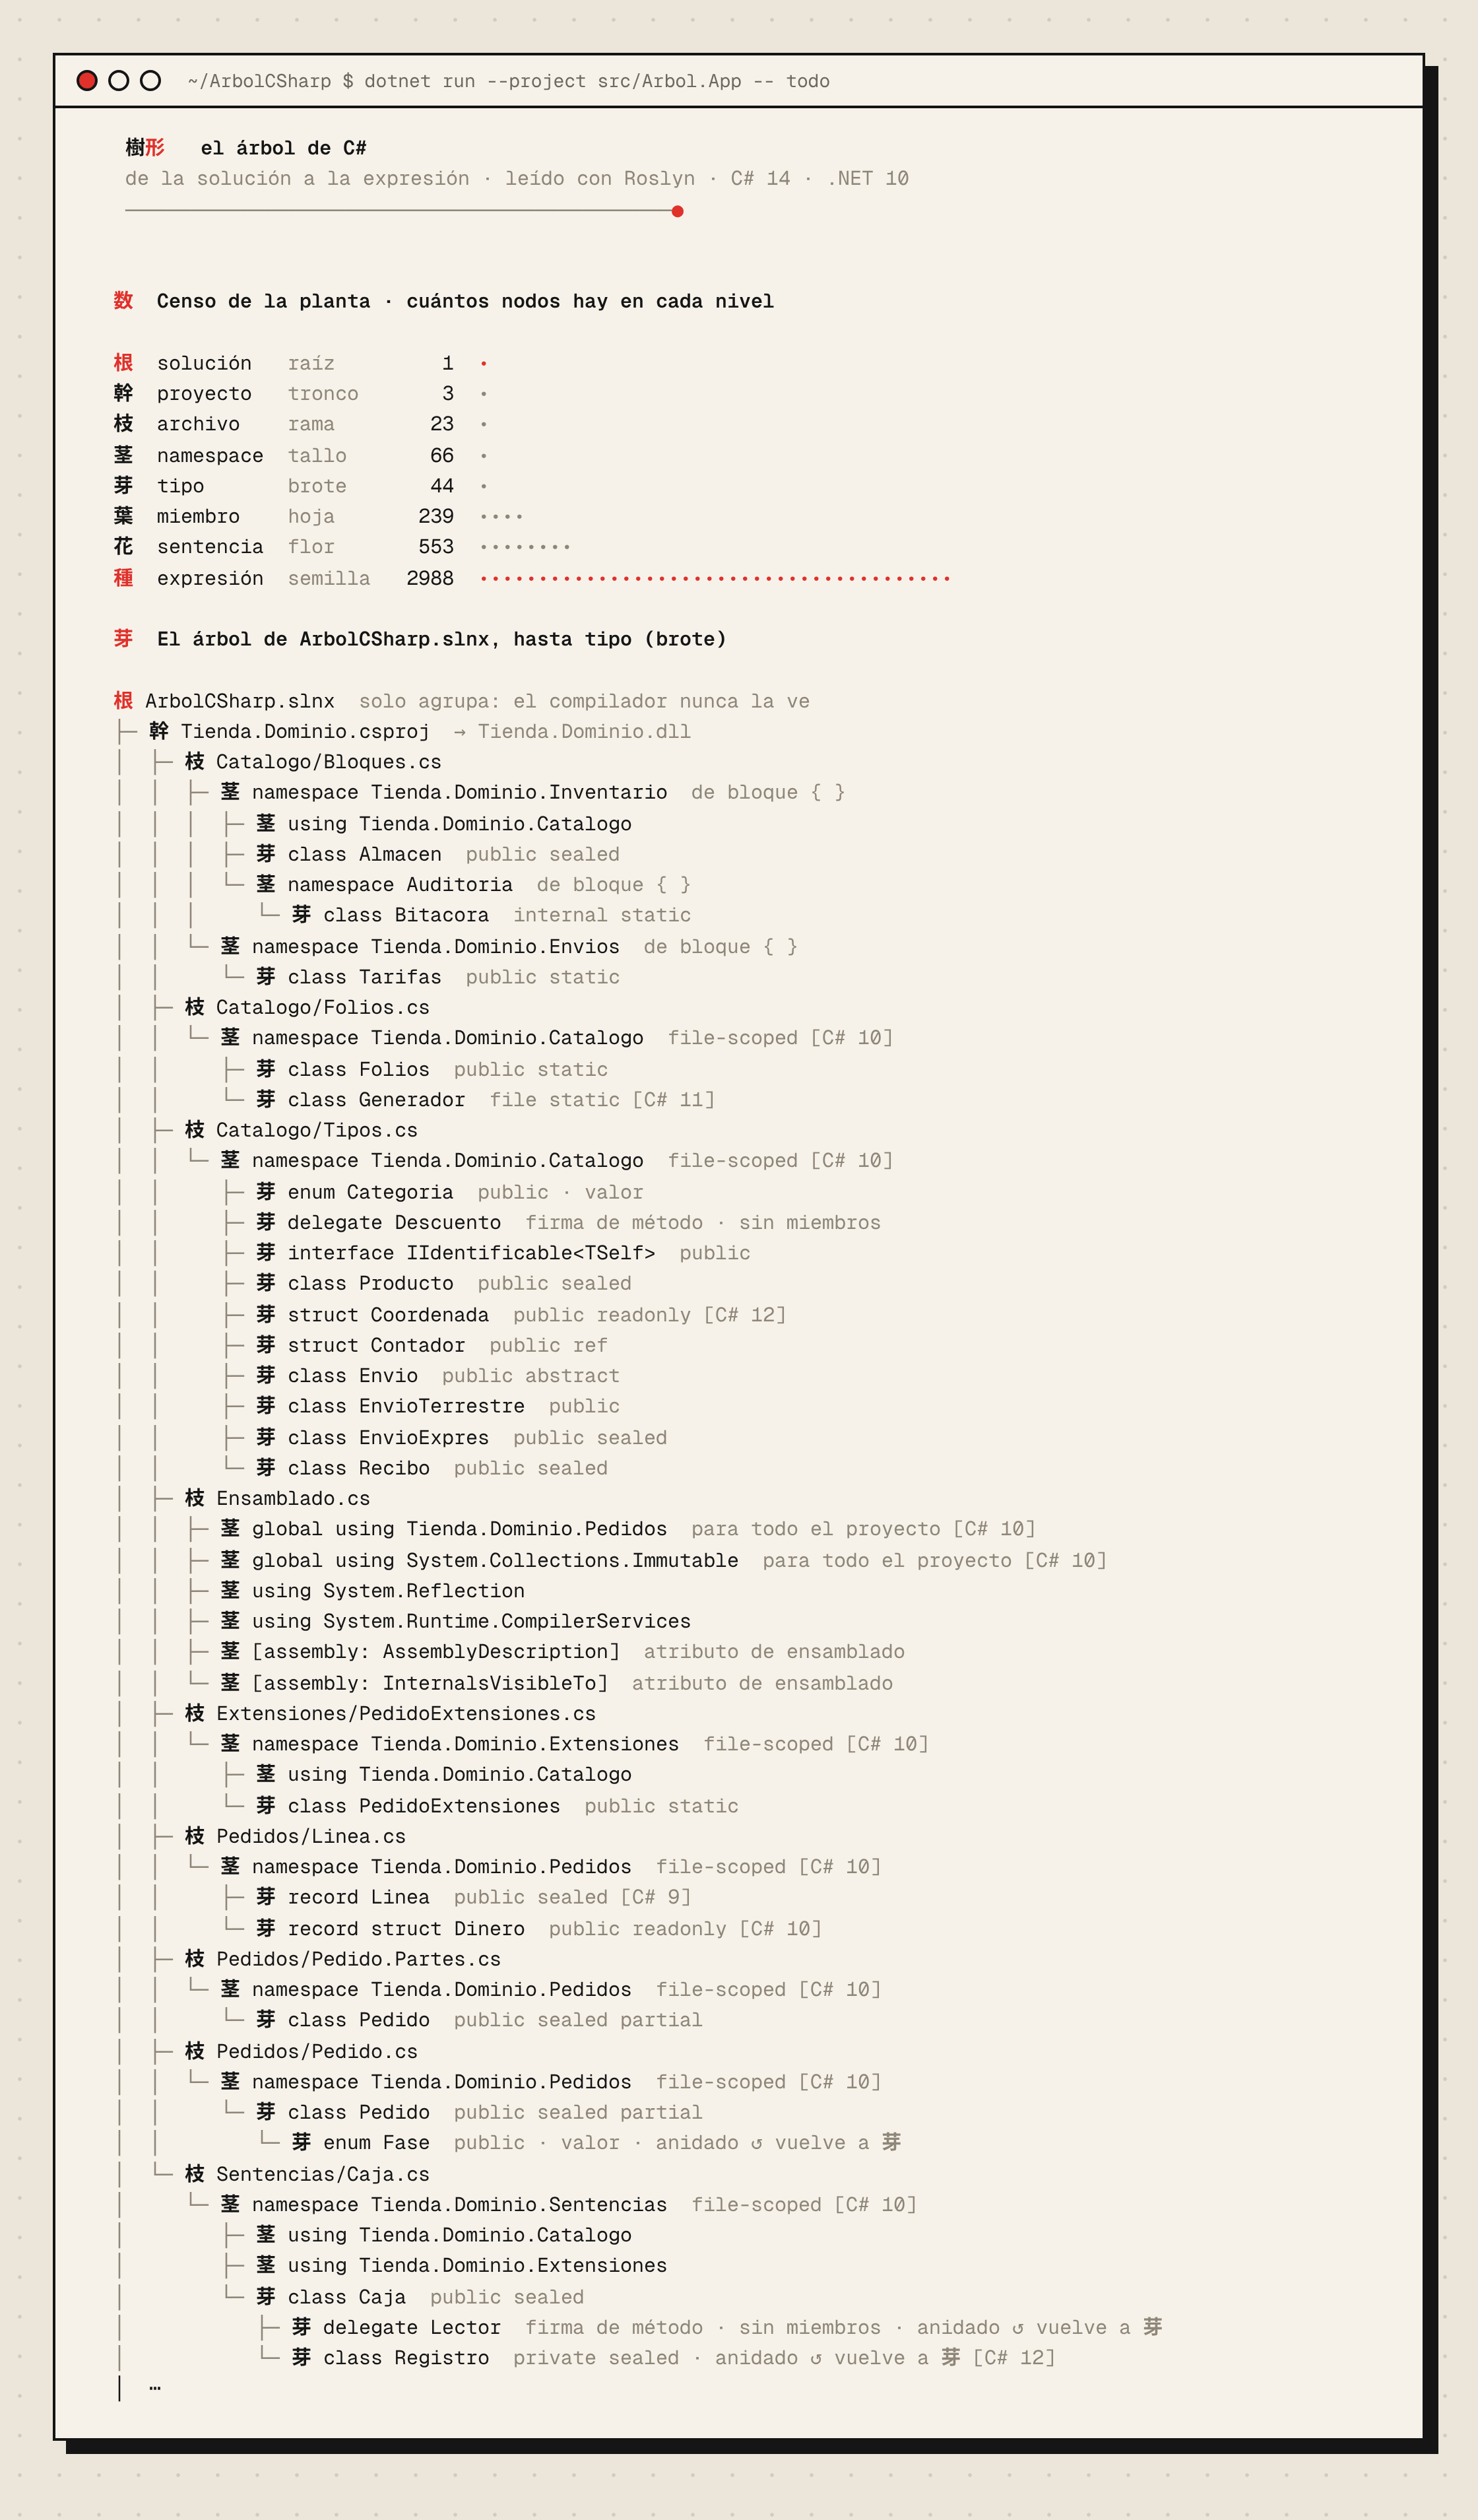 ~/ArbolCSharp $ dotnet run --project src/Arbol.App -- todo
樹形 el árbol de C#
de la solución a la expresión · leído con Roslyn · C# 14 · .NET 10
数 Censo de la planta · cuántos nodos hay en cada nivel
根 solución raíz 1
幹 proyecto tronco 3
枝 archivo rama 23
茎 namespace tallo 66
芽 tipo brote 44
葉 miembro hoja 239
花 sentencia flor 553
種 expresión semilla 2988
芽 El árbol de ArbolCSharp.slnx, hasta tipo (brote)
根 ArbolCSharp.slnx solo agrupa: el compilador nunca la ve
├─ 幹 Tienda.Dominio.csproj → Tienda.Dominio.dll
│  ├─ 枝 Catalogo/Bloques.cs
│  │  ├─ 茎 namespace Tienda.Dominio.Inventario de bloque { }
│  │  │  ├─ 茎 using Tienda.Dominio.Catalogo
│  │  │  ├─ 芽 class Almacen public sealed
│  │  │  └─ 茎 namespace Auditoria de bloque { }
│  │  │     └─ 芽 class Bitacora internal static
│  │  └─ 茎 namespace Tienda.Dominio.Envios de bloque { }
│  │     └─ 芽 class Tarifas public static
│  ├─ 枝 Catalogo/Folios.cs
│  │  └─ 茎 namespace Tienda.Dominio.Catalogo file-scoped [C# 10]
│  │     ├─ 芽 class Folios public static
│  │     └─ 芽 class Generador file static [C# 11]
│  ├─ 枝 Catalogo/Tipos.cs
│  │  └─ 茎 namespace Tienda.Dominio.Catalogo file-scoped [C# 10]
│  │     ├─ 芽 enum Categoria public · valor
│  │     ├─ 芽 delegate Descuento firma de método · sin miembros
│  │     ├─ 芽 interface IIdentificable<TSelf> public
│  │     ├─ 芽 class Producto public sealed
│  │     ├─ 芽 struct Coordenada public readonly [C# 12]
│  │     ├─ 芽 struct Contador public ref
│  │     ├─ 芽 class Envio public abstract
│  │     ├─ 芽 class EnvioTerrestre public
│  │     ├─ 芽 class EnvioExpres public sealed
│  │     └─ 芽 class Recibo public sealed
│  ├─ 枝 Ensamblado.cs
│  │  ├─ 茎 global using Tienda.Dominio.Pedidos para todo el proyecto [C# 10]
│  │  ├─ 茎 global using System.Collections.Immutable para todo el proyecto [C# 10]
│  │  ├─ 茎 using System.Reflection
│  │  ├─ 茎 using System.Runtime.CompilerServices
│  │  ├─ 茎 [assembly: AssemblyDescription] atributo de ensamblado
│  │  └─ 茎 [assembly: InternalsVisibleTo] atributo de ensamblado
│  ├─ 枝 Extensiones/PedidoExtensiones.cs
│  │  └─ 茎 namespace Tienda.Dominio.Extensiones file-scoped [C# 10]
│  │     ├─ 茎 using Tienda.Dominio.Catalogo
│  │     └─ 芽 class PedidoExtensiones public static
│  ├─ 枝 Pedidos/Linea.cs
│  │  └─ 茎 namespace Tienda.Dominio.Pedidos file-scoped [C# 10]
│  │     ├─ 芽 record Linea public sealed [C# 9]
│  │     └─ 芽 record struct Dinero public readonly [C# 10]
│  ├─ 枝 Pedidos/Pedido.Partes.cs
│  │  └─ 茎 namespace Tienda.Dominio.Pedidos file-scoped [C# 10]
│  │     └─ 芽 class Pedido public sealed partial
│  ├─ 枝 Pedidos/Pedido.cs
│  │  └─ 茎 namespace Tienda.Dominio.Pedidos file-scoped [C# 10]
│  │     └─ 芽 class Pedido public sealed partial
│  │        └─ 芽 enum Fase public · valor · anidado ↺ vuelve a 芽
│  └─ 枝 Sentencias/Caja.cs
│     └─ 茎 namespace Tienda.Dominio.Sentencias file-scoped [C# 10]
│        ├─ 茎 using Tienda.Dominio.Catalogo
│        ├─ 茎 using Tienda.Dominio.Extensiones
│        └─ 芽 class Caja public sealed
│           ├─ 芽 delegate Lector firma de método · sin miembros · anidado ↺ vuelve a 芽
│           └─ 芽 class Registro private sealed · anidado ↺ vuelve a 芽 [C# 12]
│  …